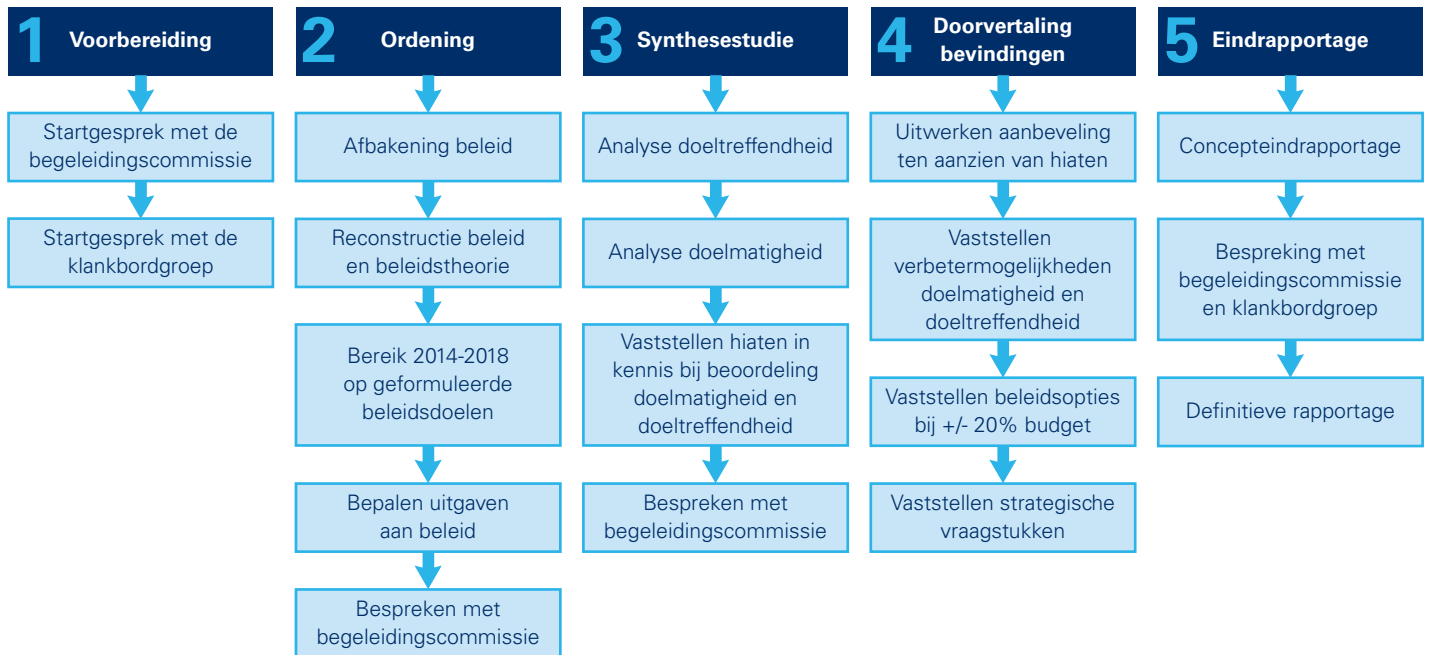 1 Voorbereiding
Startgesprek met de
begeleidingscommissie
Startgesprek met de
klankbordgroep
2 Ordening
Afbakening beleid
Reconstructie beleid
en beleidstheorie
Bereik 2014-2018
op geformuleerde
beleidsdoelen
Bepalen uitgaven
aan beleid
Bespreken met
begeleidingscommissie
3 Synthesestudie
Analyse doeltreffendheid
Analyse doelmatigheid
Vaststellen hiaten in
kennis bij beoordeling
doelmatigheid en
doeltreffendheid
Bespreken met
begeleidingscommissie
4 Doorvertaling
bevindingen
Uitwerken aanbeveling
ten aanzien van hiaten
Vaststellen
verbetermogelijkheden
doelmatigheid en
doeltreffendheid
Vaststellen beleidsopties
bij +/- 20% budget
Vaststellen strategische
vraagstukken
5 Eindrapportage
Concepteindrapportage
Bespreking met
begeleidingscommissie
en klankbordgroep
Definitieve rapportage